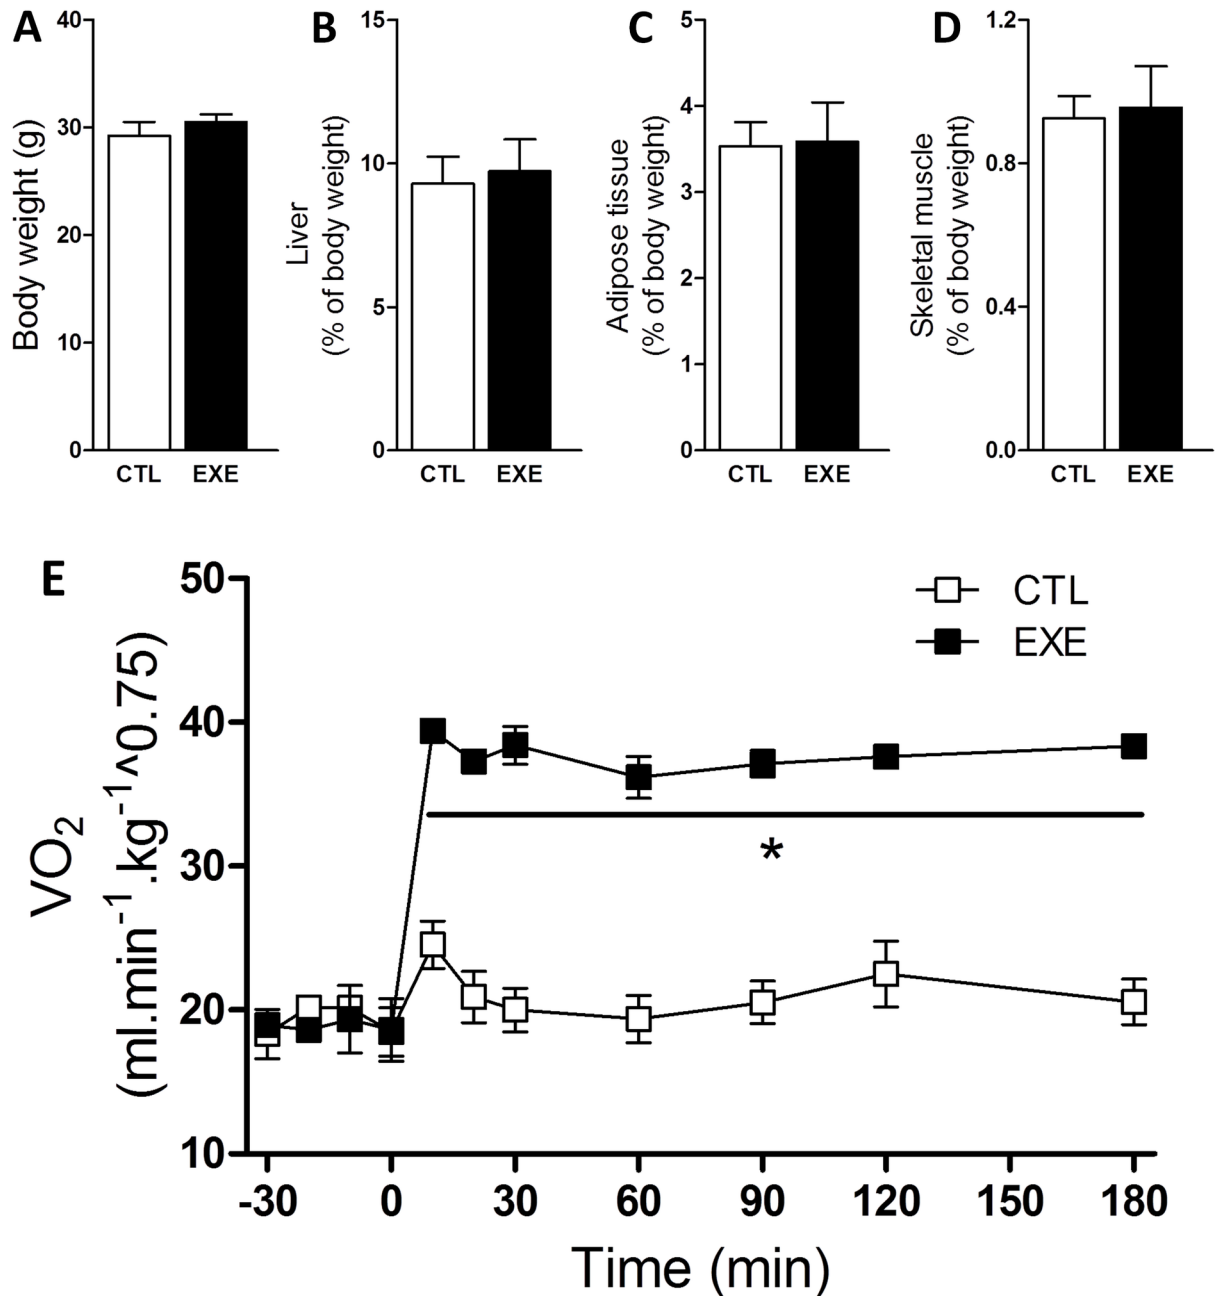 A
Body weight (g)
40
30
20
10
0
CTL EXE
B
Liver
(% of body weight)
15
10
5
0
CTL EXE
C
Adipose tissue
(% of body weight)
5
4
3
2
1
0
CTL EXE
D
Skeletal muscle
(% of body weight)
1.2
0.8
0.4
0.0
CTL EXE
E
VO₂
(ml.min⁻¹.kg⁻¹^0.75)
50
40
30
20
10
CTL
EXE
*
-30 0 30 60 90 120 150 180
Time (min)